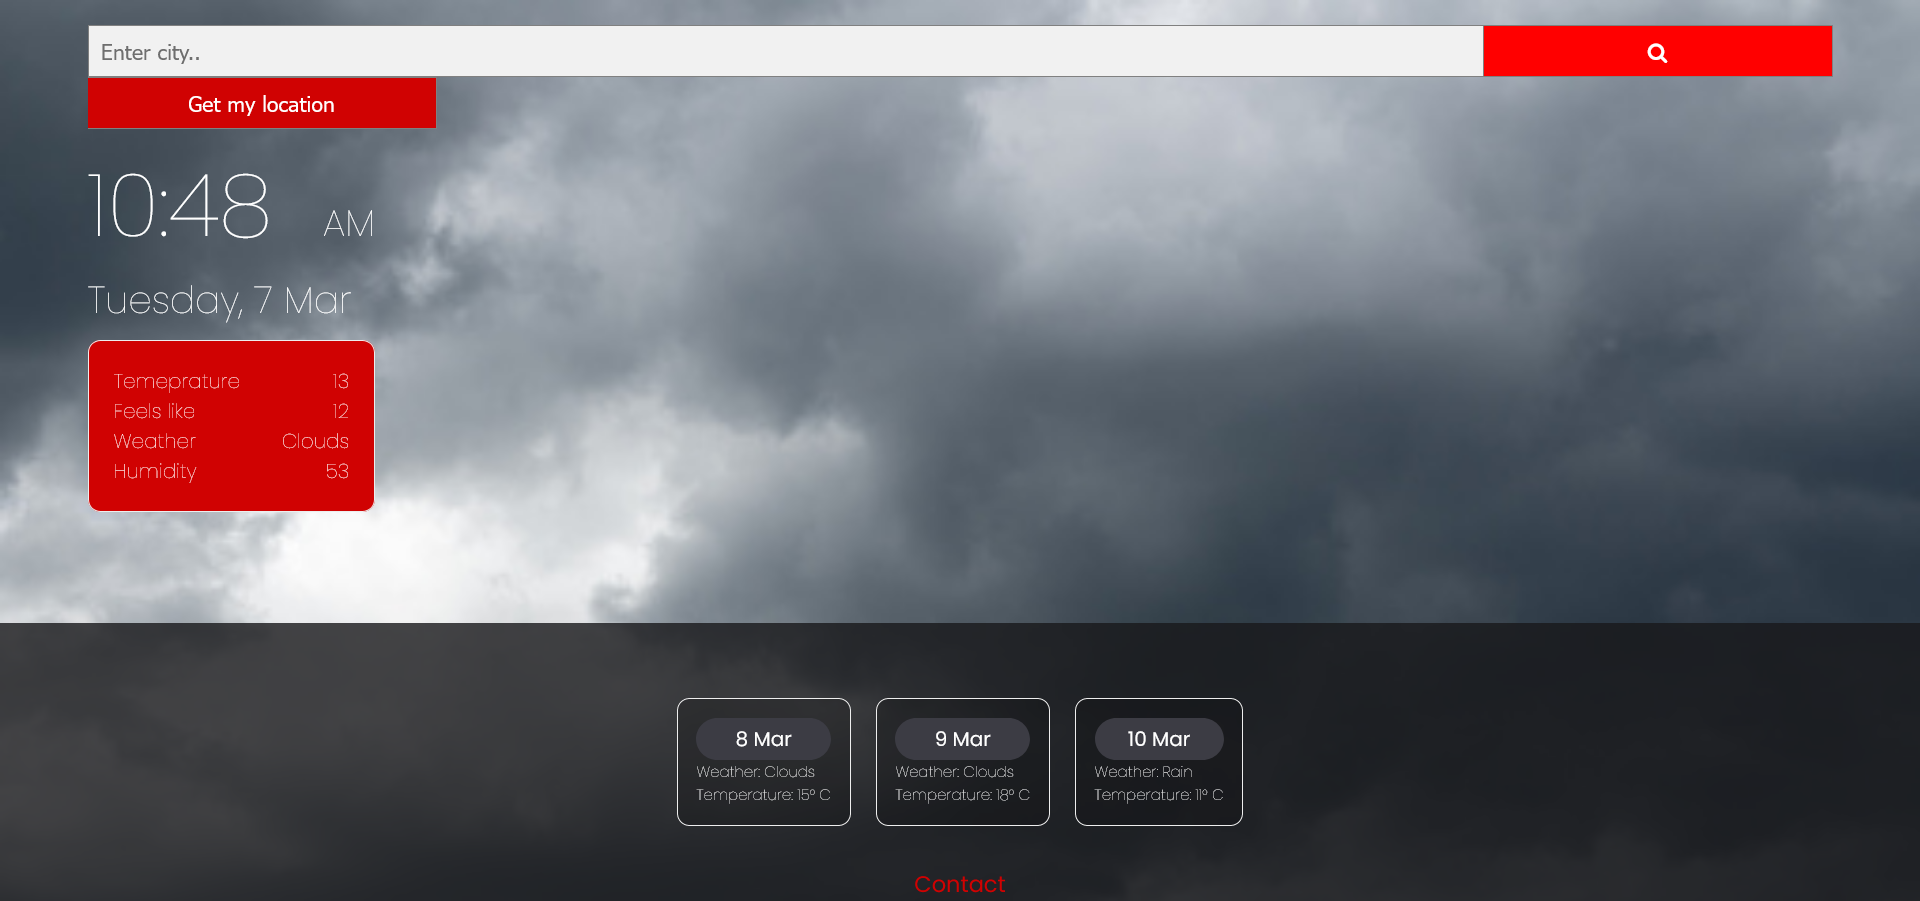 Enter city..
Get my location
10:48 AM
Tuesday, 7 Mar
Temeprature 13
Feels like 12
Weather Clouds
Humidity 53
8 Mar
Weather: Clouds
Temperature: 15° C
9 Mar
Weather: Clouds
Temperature: 18° C
10 Mar
Weather: Rain
Temperature: 11° C
Contact